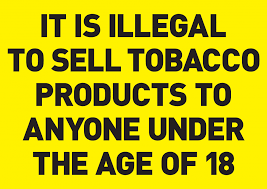 IT IS ILLEGAL
TO SELL TOBACCO
PRODUCTS TO
ANYONE UNDER
THE AGE OF 18